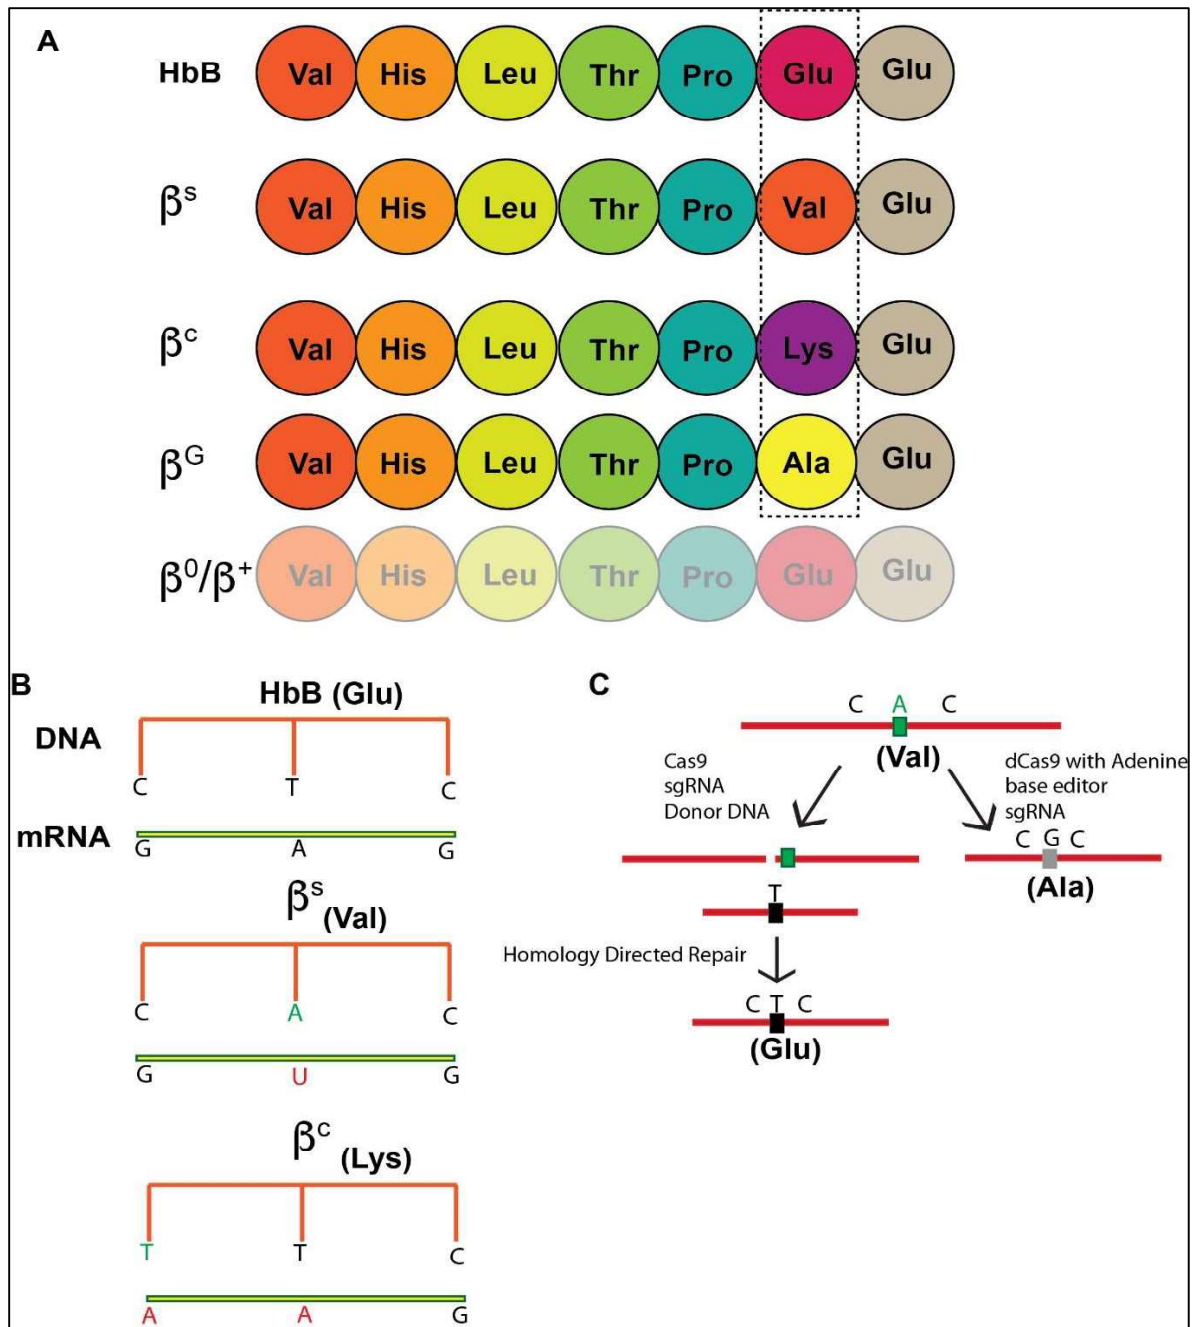 A
HbB Val His Leu Thr Pro Glu Glu
βs Val His Leu Thr Pro Val Glu
βc Val His Leu Thr Pro Lys Glu
βG Val His Leu Thr Pro Ala Glu
β0/β+ Val His Leu Thr Pro Glu Glu
B
HbB (Glu)
DNA
C T C
mRNA
G A G
βs (Val)
C A C
G U G
βc (Lys)
T T C
A A G
C
C A C
(Val)
Cas9
sgRNA
Donor DNA
dCas9 with Adenine
base editor
sgRNA
C G C
(Ala)
T
Homology Directed Repair
C T C
(Glu)